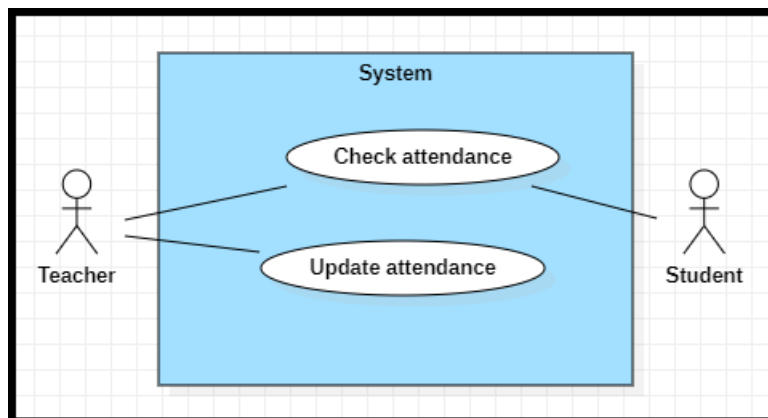 System
Check attendance
Update attendance
Teacher
Student